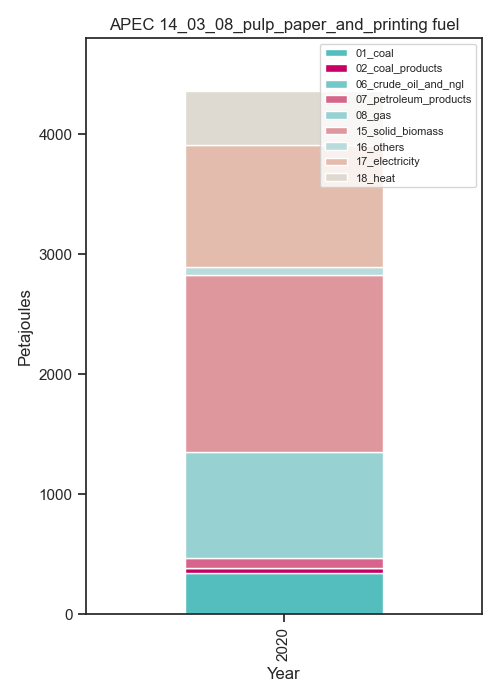 APEC 14_03_08_pulp_paper_and_printing fuel
01_coal
02_coal_products
06_crude_oil_and_ngl
07_petroleum_products
08_gas
15_solid_biomass
16_others
17_electricity
18_heat
4000
3000
2000
1000
0
Petajoules
2020
Year